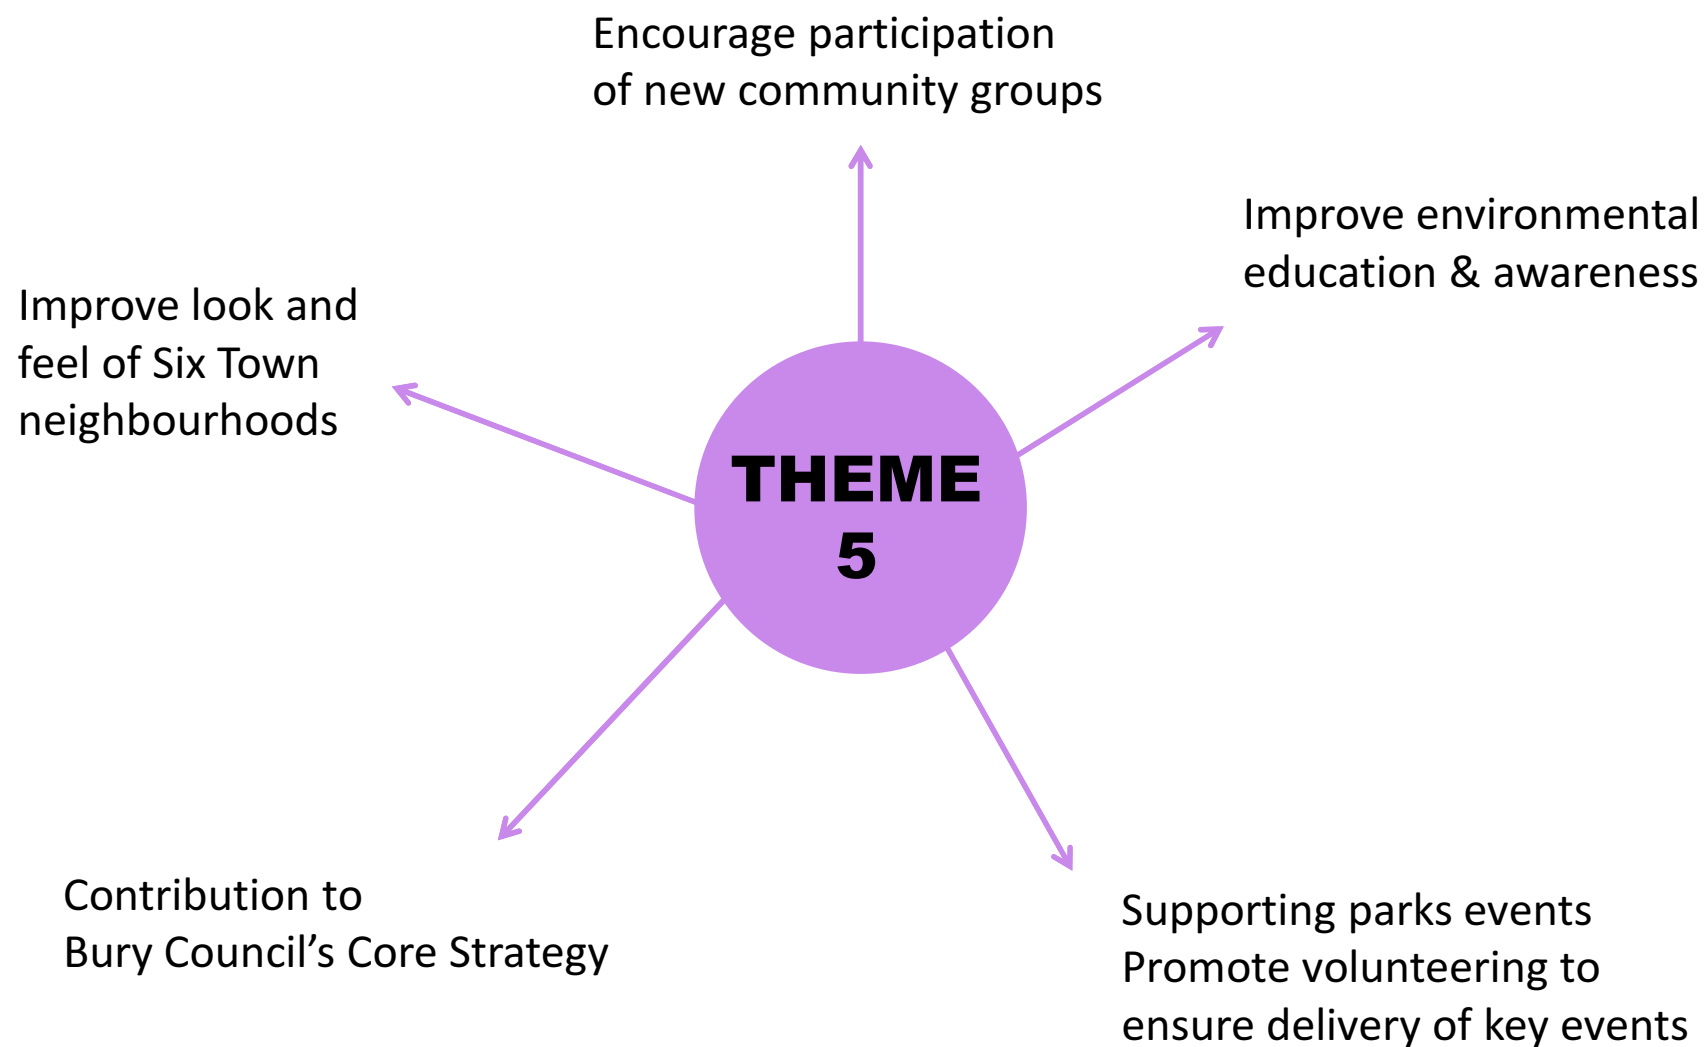 Encourage participation
of new community groups
Improve environmental
education & awareness
Improve look and
feel of Six Town
neighbourhoods
THEME
5
Contribution to
Bury Council’s Core Strategy
Supporting parks events
Promote volunteering to
ensure delivery of key events